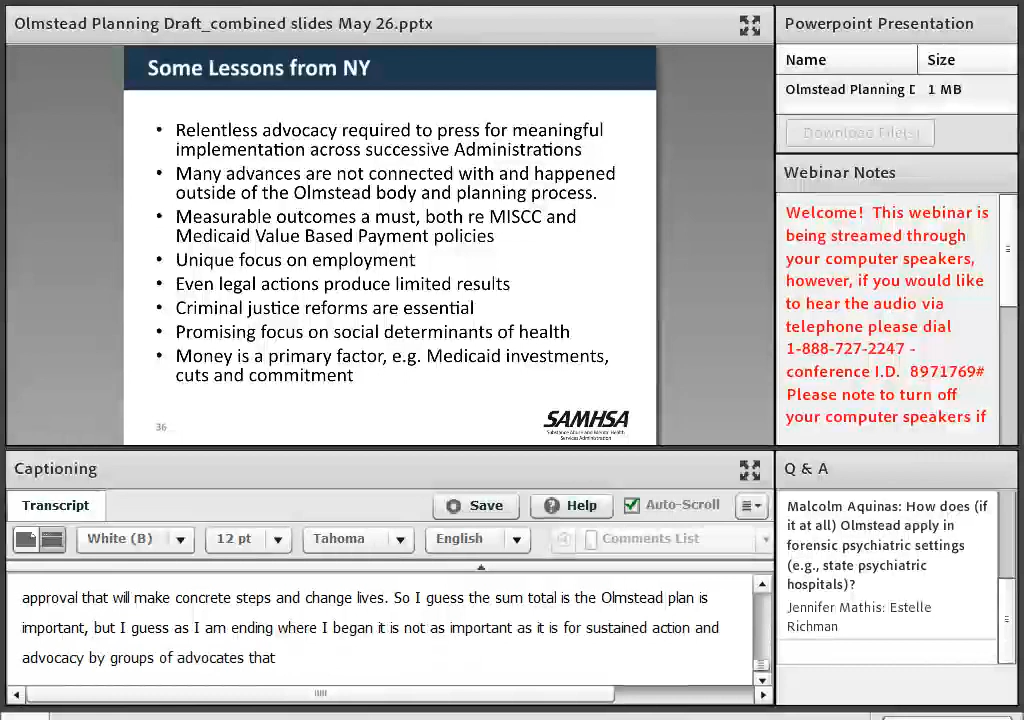 Olmstead Planning Draft_combined slides May 26.pptx
Some Lessons from NY
• Relentless advocacy required to press for meaningful
implementation across successive Administrations
• Many advances are not connected with and happened
outside of the Olmstead body and planning process.
• Measurable outcomes a must, both re MISCC and
Medicaid Value Based Payment policies
• Unique focus on employment
• Even legal actions produce limited results
• Criminal justice reforms are essential
• Promising focus on social determinants of health
• Money is a primary factor, e.g. Medicaid investments,
cuts and commitment
36
SAMHSA
Substance Abuse and Mental Health
Services Administration
Powerpoint Presentation
Name Size
Olmstead Planning D 1 MB
Download File(s)
Webinar Notes
Welcome! This webinar is
being streamed through
your computer speakers,
however, if you would like
to hear the audio via
telephone please dial
1-888-727-2247 -
conference I.D. 8971769#
Please note to turn off
your computer speakers if
Captioning
Transcript
Save
Help
Auto-Scroll
White (B)
12 pt
Tahoma
English
Comments List
approval that will make concrete steps and change lives. So I guess the sum total is the Olmstead plan is
important, but I guess as I am ending where I began it is not as important as it is for sustained action and
advocacy by groups of advocates that
Q & A
Malcolm Aquinas: How does (if
it at all) Olmstead apply in
forensic psychiatric settings
(e.g., state psychiatric
hospitals)?
Jennifer Mathis: Estelle
Richman